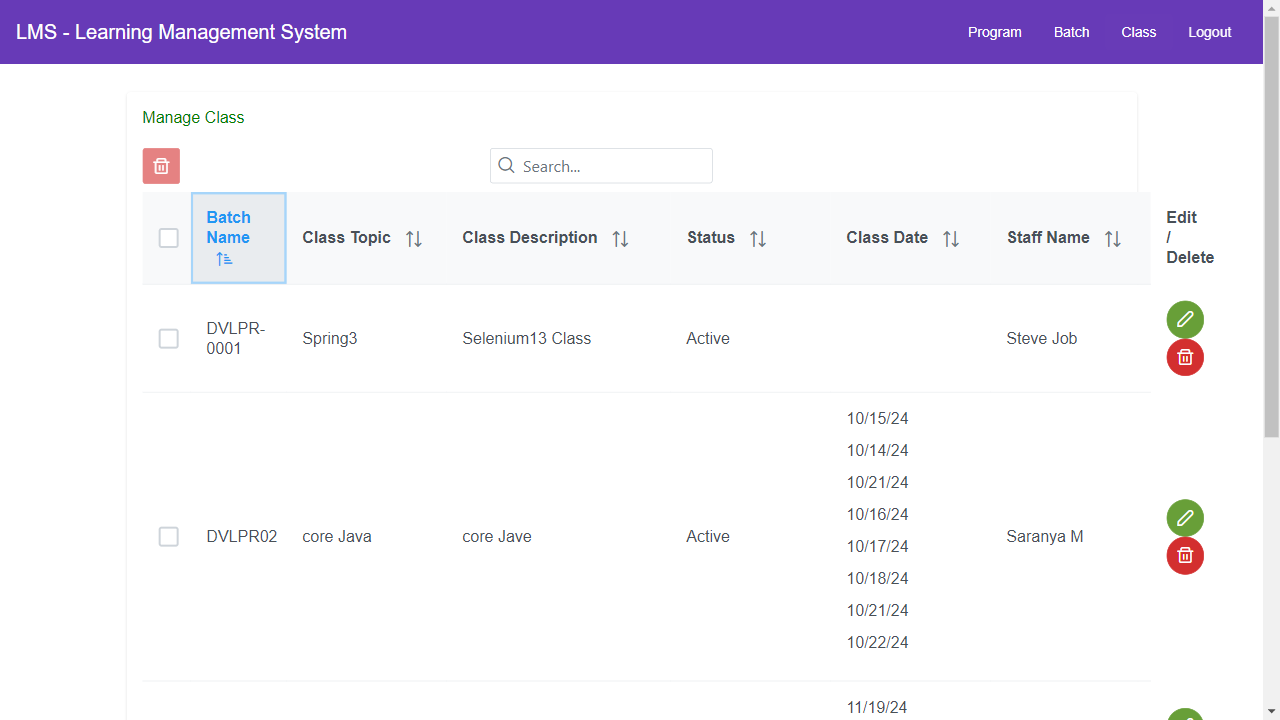 LMS - Learning Management System
Program
Batch
Class
Logout
Manage Class
Search...
Batch
Name
Class Topic
Class Description
Status
Class Date
Staff Name
Edit
/
Delete
DVLPR-
0001
Spring3
Selenium13 Class
Active
Steve Job
DVLPR02
core Java
core Jave
Active
10/15/24
10/14/24
10/21/24
10/16/24
10/17/24
10/18/24
10/21/24
10/22/24
Saranya M
11/19/24